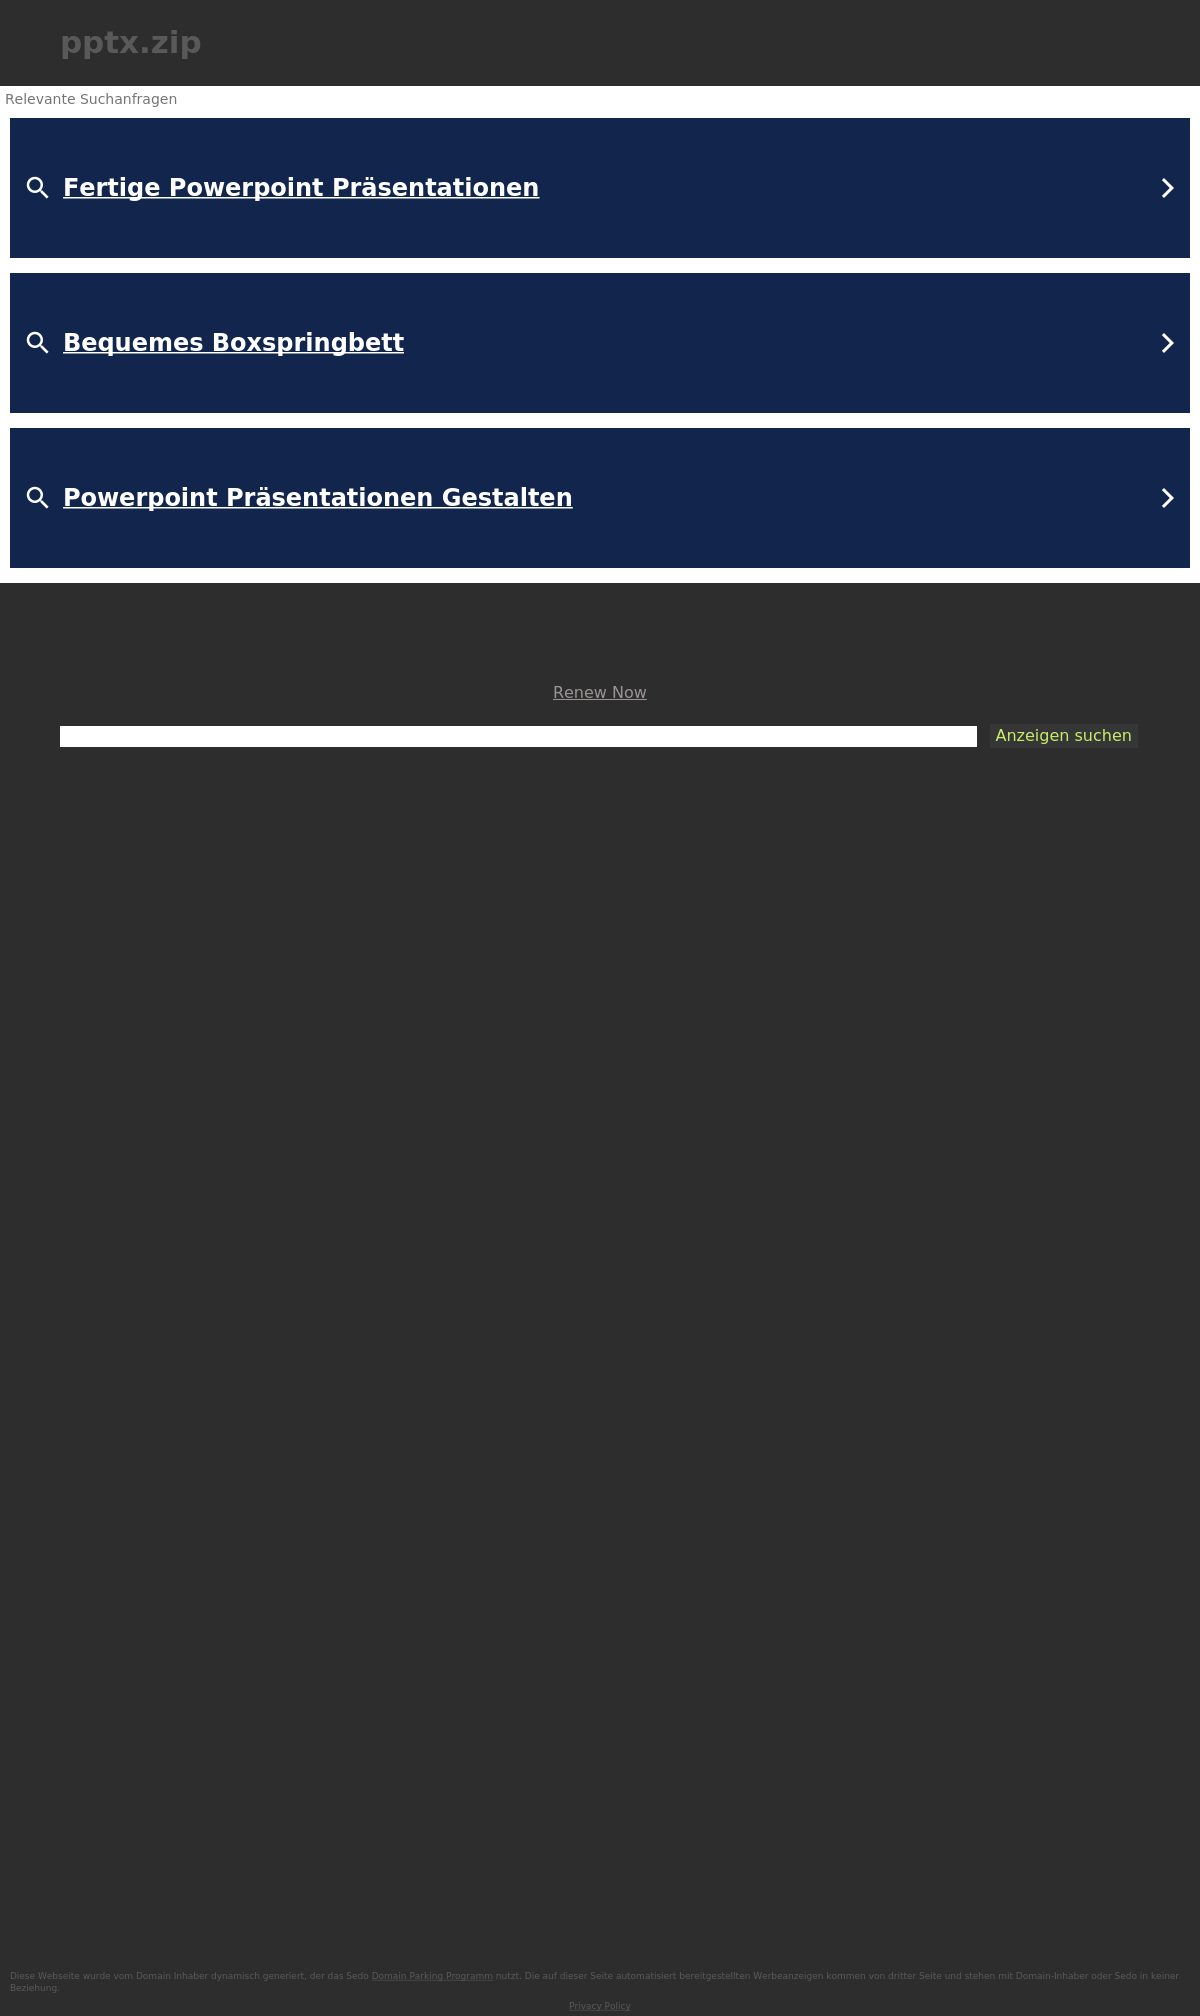 pptx.zip
Relevante Suchanfragen
Fertige Powerpoint Präsentationen
Bequemes Boxspringbett
Powerpoint Präsentationen Gestalten
Renew Now
Anzeigen suchen
Diese Webseite wurde vom Domain Inhaber dynamisch generiert, der das Sedo Domain Parking Programm nutzt. Die auf dieser Seite automatisiert bereitgestellten Werbeanzeigen kommen von dritter Seite und stehen mit Domain-Inhaber oder Sedo in keiner
Beziehung.
Privacy Policy